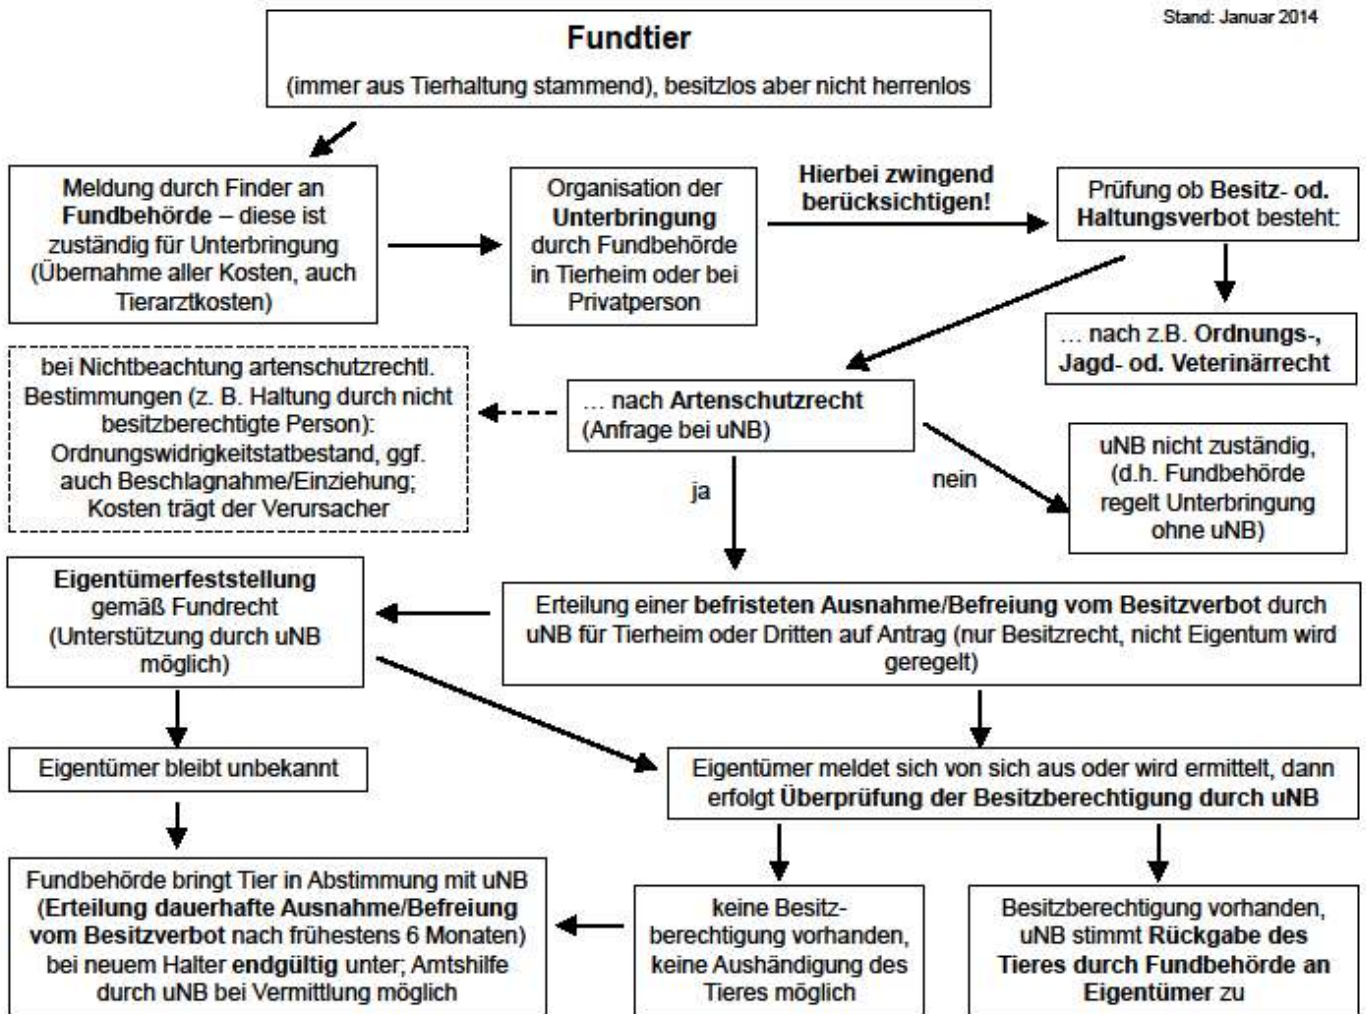 Stand: Januar 2014
Fundtier
(immer aus Tierhaltung stammend), besitzlos aber nicht herrenlos
Meldung durch Finder an
Fundbehörde – diese ist
zuständig für Unterbringung
(Übernahme aller Kosten, auch
Tierarztkosten)
Organisation der
Unterbringung
durch Fundbehörde
in Tierheim oder bei
Privatperson
Hierbei zwingend
berücksichtigen!
Prüfung ob Besitz- od.
Haltungsverbot besteht:
… nach z.B. Ordnungs-,
Jagd- od. Veterinärrecht
bei Nichtbeachtung artenschutzrechtl.
Bestimmungen (z. B. Haltung durch nicht
besitzberechtigte Person):
Ordnungswidrigkeitstatbestand, ggf.
auch Beschlagnahme/Einziehung;
Kosten trägt der Verursacher
… nach Artenschutzrecht
(Anfrage bei uNB)
ja
nein
uNB nicht zuständig,
(d.h. Fundbehörde
regelt Unterbringung
ohne uNB)
Eigentümerfeststellung
gemäß Fundrecht
(Unterstützung durch uNB
möglich)
Erteilung einer befristeten Ausnahme/Befreiung vom Besitzverbot durch
uNB für Tierheim oder Dritten auf Antrag (nur Besitzrecht, nicht Eigentum wird
geregelt)
Eigentümer bleibt unbekannt
Eigentümer meldet sich von sich aus oder wird ermittelt, dann
erfolgt Überprüfung der Besitzberechtigung durch uNB
Fundbehörde bringt Tier in Abstimmung mit uNB
(Erteilung dauerhafte Ausnahme/Befreiung
vom Besitzverbot nach frühestens 6 Monaten)
bei neuem Halter endgültig unter; Amtshilfe
durch uNB bei Vermittlung möglich
keine Besitz-
berechtigung vorhanden,
keine Aushändigung des
Tieres möglich
Besitzberechtigung vorhanden,
uNB stimmt Rückgabe des
Tieres durch Fundbehörde an
Eigentümer zu